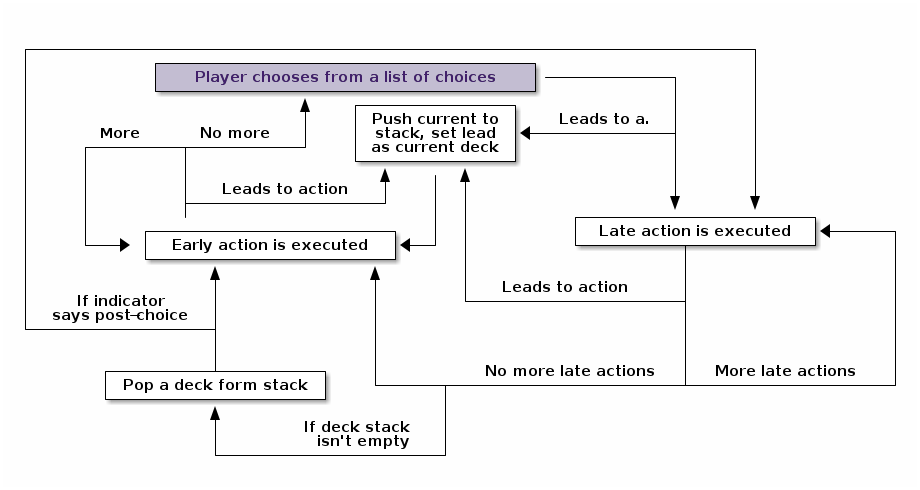 Player chooses from a list of choices
Push current to
stack, set lead
as current deck
Leads to a.
More
No more
Leads to action
Early action is executed
Late action is executed
Leads to action
If indicator
says post-choice
No more late actions
More late actions
Pop a deck form stack
If deck stack
isn't empty